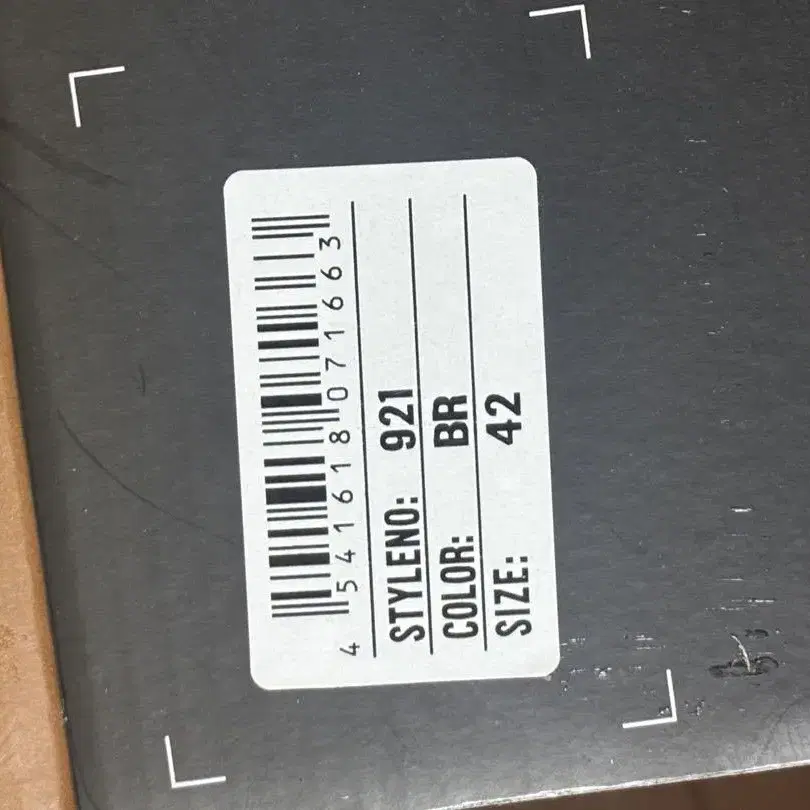 4 541618 071663
STYLENO: 921
COLOR: BR
SIZE: 42